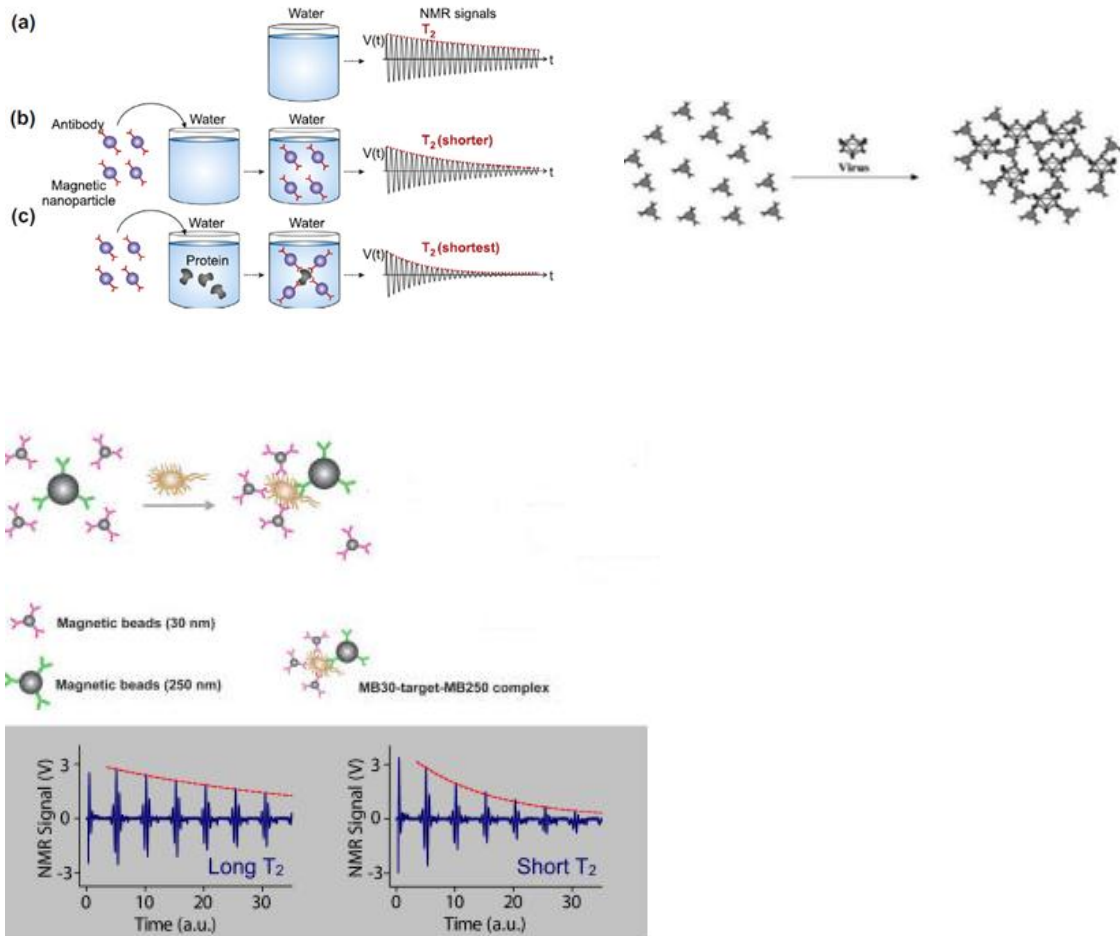 (a)
Water
NMR signals
T2
V(t)
t
(b)
Antibody
Water
Water
V(t)
T2 (shorter)
t
Magnetic
nanoparticle
Virus
(c)
Water
Water
Protein
V(t)
T2 (shortest)
t
Magnetic beads (30 nm)
Magnetic beads (250 nm)
MB30-target-MB250 complex
NMR Signal (V)
3
0
-3
Long T2
0
10
20
30
Time (a.u.)
NMR Signal (V)
3
0
-3
Short T2
0
10
20
30
Time (a.u.)